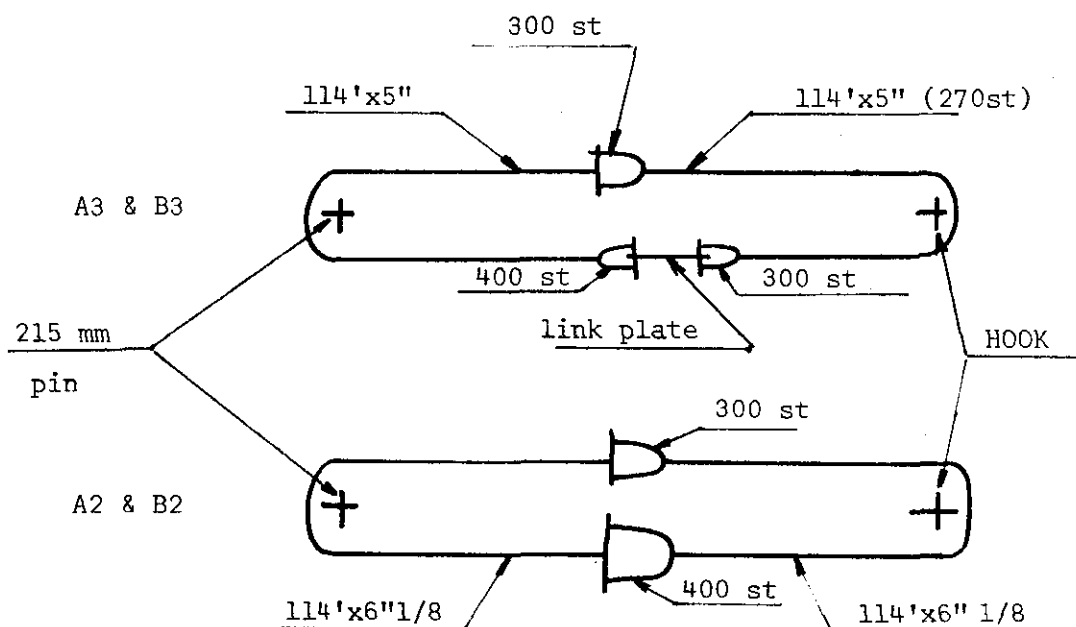 300 st
114'x5"
114'x5" (270st)
A3 & B3
400 st
300 st
215 mm
link plate
HOOK
pin
300 st
A2 & B2
400 st
114'x6"1/8
114'x6" 1/8